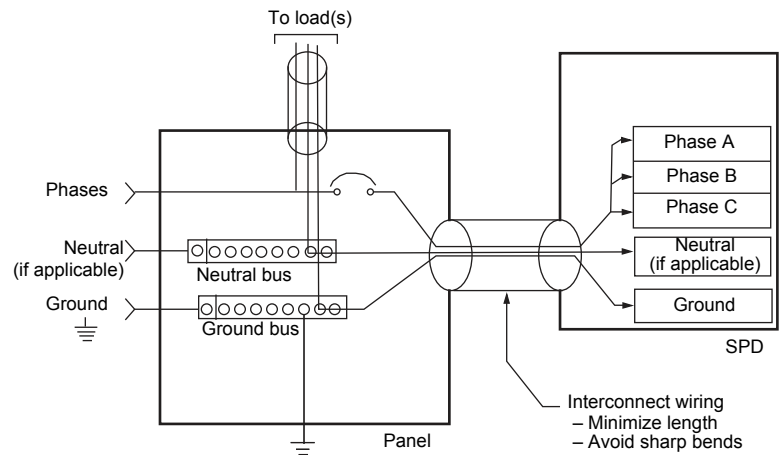 To load(s)
Phases
Neutral
(if applicable)
Neutral bus
Ground
Ground bus
Panel
Phase A
Phase B
Phase C
Neutral
(if applicable)
Ground
SPD
Interconnect wiring
– Minimize length
– Avoid sharp bends